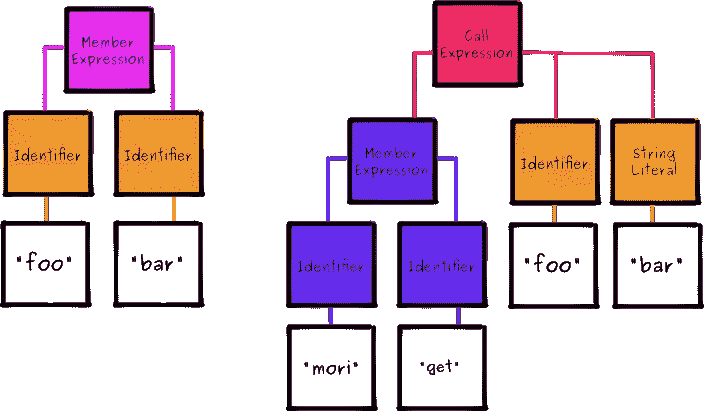 Member
Expression
Identifier
Identifier
"foo"
"bar"
Call
Expression
Member
Expression
Identifier
String
Literal
Identifier
Identifier
"foo"
"bar"
"mori"
"get"